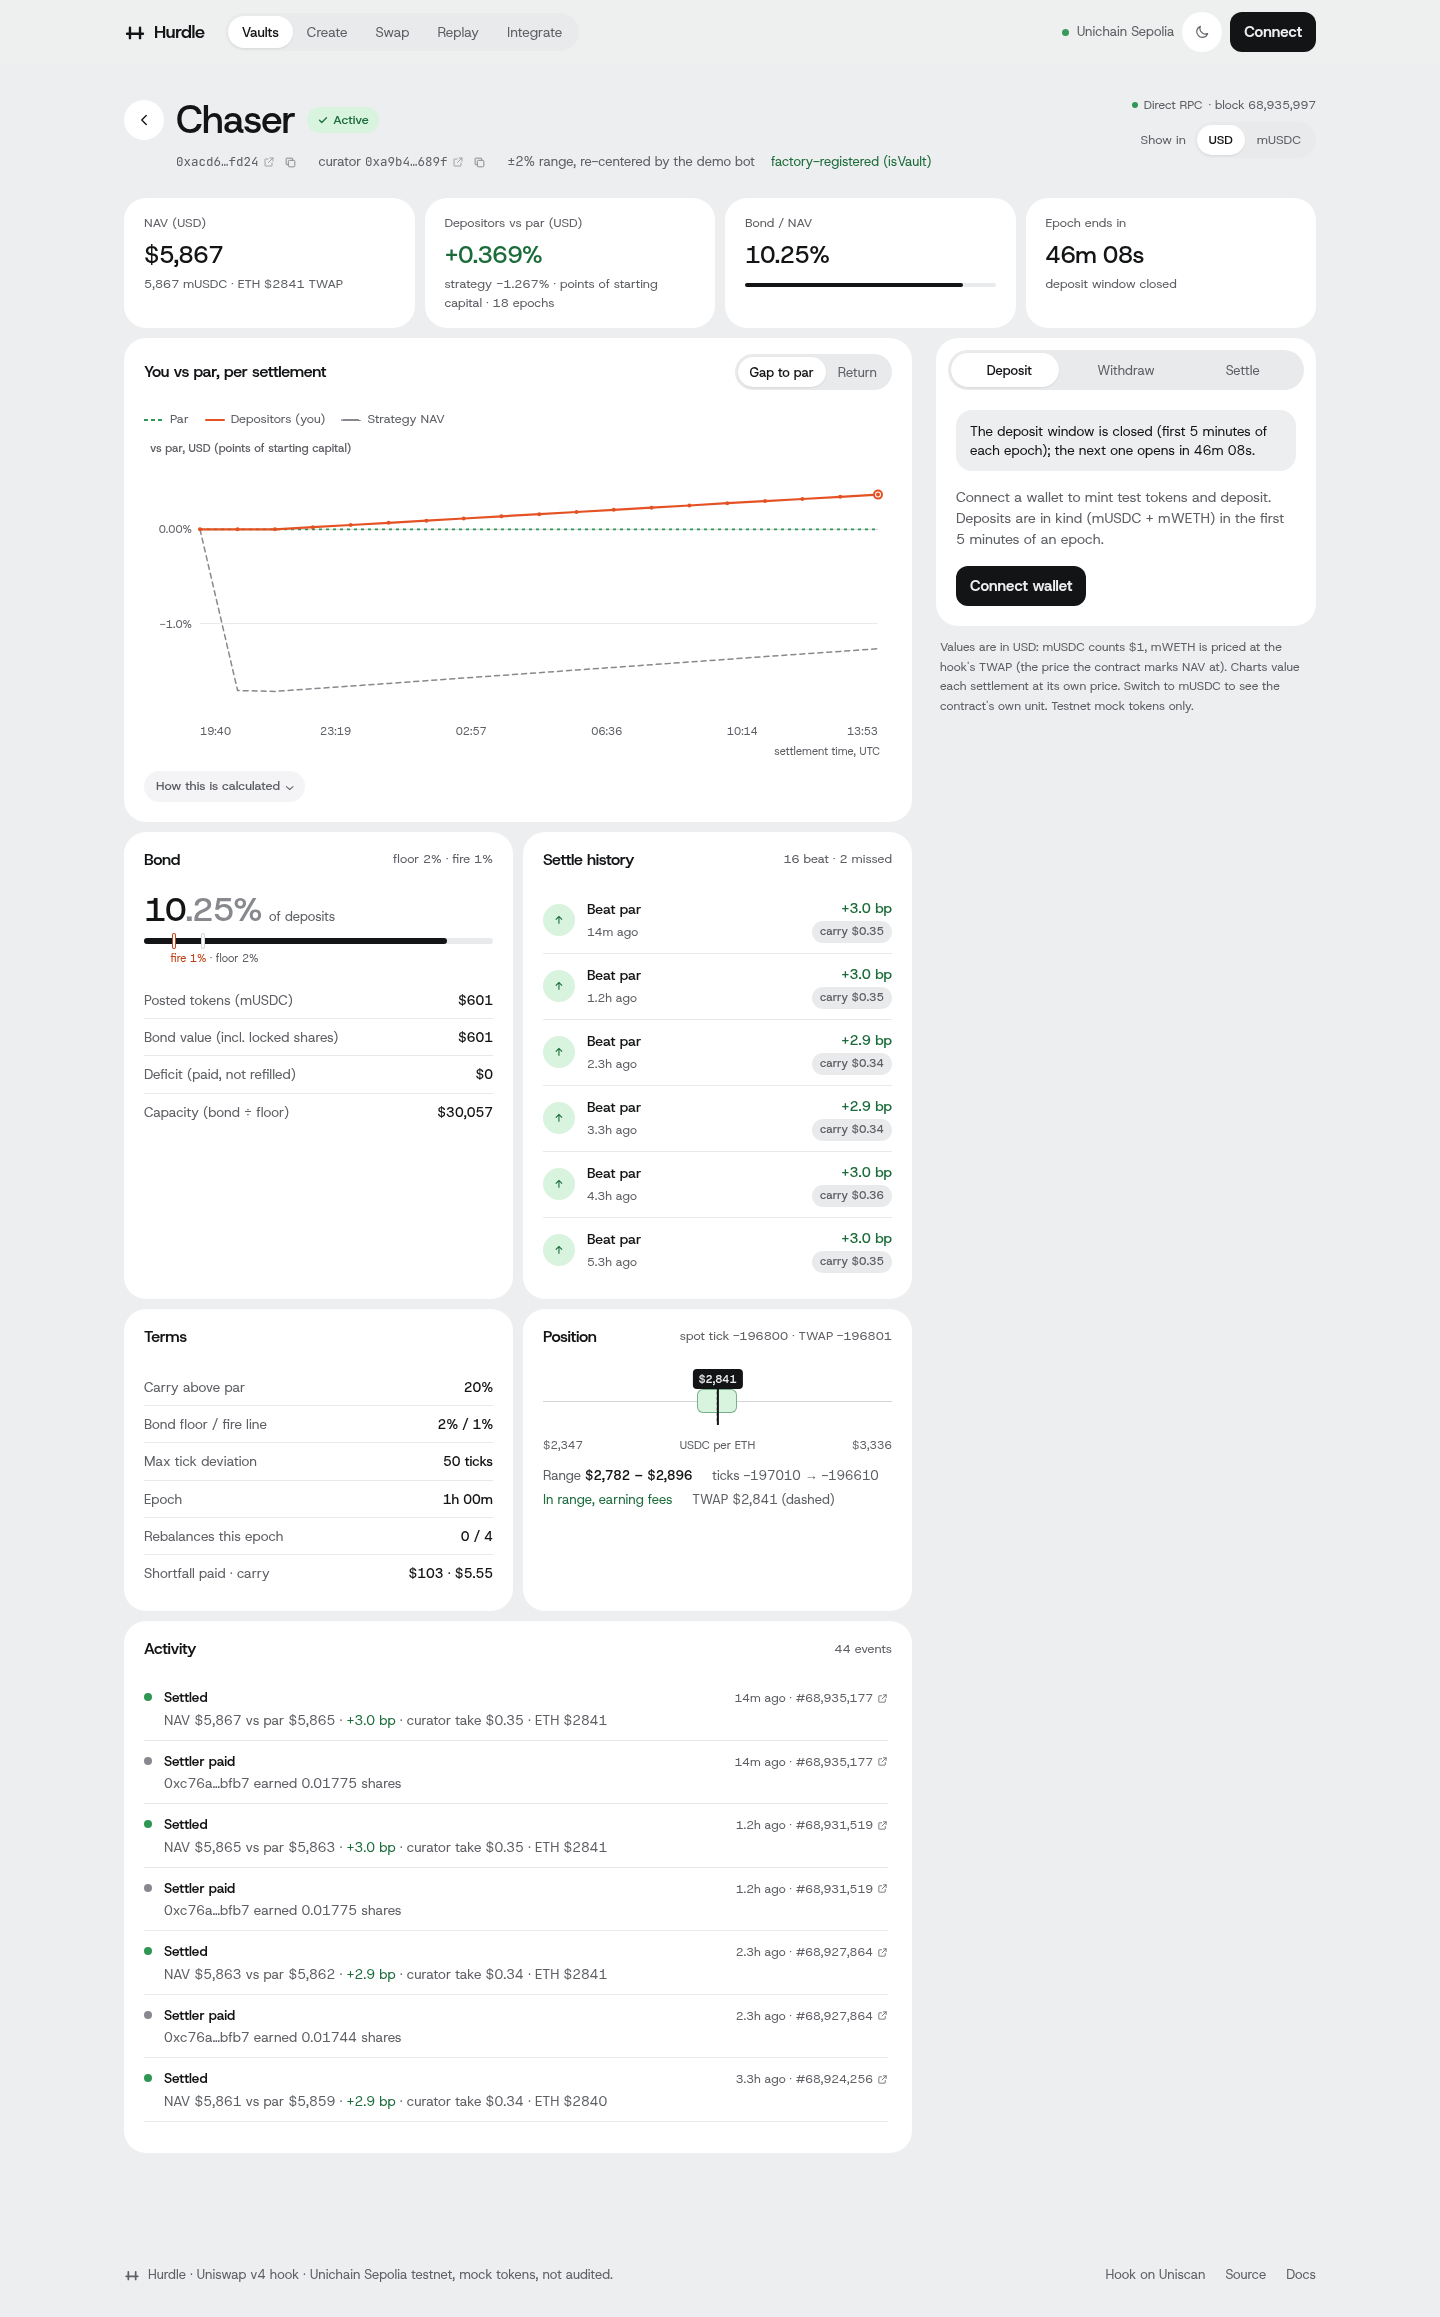 Hurdle
Vaults Create Swap Replay Integrate
Unichain Sepolia
Connect
Chaser
Active
Direct RPC · block 68,935,997
Show in USD mUSDC
0xacd6…fd24 curator 0xa9b4…689f ±2% range, re-centered by the demo bot factory-registered (isVault)
NAV (USD)
$5,867
5,867 mUSDC · ETH $2841 TWAP
Depositors vs par (USD)
+0.369%
strategy −1.267% · points of starting
capital · 18 epochs
Bond / NAV
10.25%
Epoch ends in
46m 08s
deposit window closed
You vs par, per settlement
Gap to par Return
Par Depositors (you) Strategy NAV
vs par, USD (points of starting capital)
0.00%
−1.0%
19:40 23:19 02:57 06:36 10:14 13:53
settlement time, UTC
How this is calculated
Deposit Withdraw Settle
The deposit window is closed (first 5 minutes of
each epoch); the next one opens in 46m 08s.
Connect a wallet to mint test tokens and deposit.
Deposits are in kind (mUSDC + mWETH) in the first
5 minutes of an epoch.
Connect wallet
Values are in USD: mUSDC counts $1, mWETH is priced at the
hook's TWAP (the price the contract marks NAV at). Charts value
each settlement at its own price. Switch to mUSDC to see the
contract's own unit. Testnet mock tokens only.
Bond
floor 2% · fire 1%
10.25% of deposits
fire 1% · floor 2%
Posted tokens (mUSDC) $601
Bond value (incl. locked shares) $601
Deficit (paid, not refilled) $0
Capacity (bond ÷ floor) $30,057
Settle history
16 beat · 2 missed
Beat par +3.0 bp
14m ago carry $0.35
Beat par +3.0 bp
1.2h ago carry $0.35
Beat par +2.9 bp
2.3h ago carry $0.34
Beat par +2.9 bp
3.3h ago carry $0.34
Beat par +3.0 bp
4.3h ago carry $0.36
Beat par +3.0 bp
5.3h ago carry $0.35
Terms
Carry above par 20%
Bond floor / fire line 2% / 1%
Max tick deviation 50 ticks
Epoch 1h 00m
Rebalances this epoch 0 / 4
Shortfall paid · carry $103 · $5.55
Position
spot tick −196800 · TWAP −196801
$2,841
$2,347 USDC per ETH $3,336
Range $2,782 – $2,896 ticks −197010 → −196610
In range, earning fees TWAP $2,841 (dashed)
Activity
44 events
Settled 14m ago · #68,935,177
NAV $5,867 vs par $5,865 · +3.0 bp · curator take $0.35 · ETH $2841
Settler paid 14m ago · #68,935,177
0xc76a…bfb7 earned 0.01775 shares
Settled 1.2h ago · #68,931,519
NAV $5,865 vs par $5,863 · +3.0 bp · curator take $0.35 · ETH $2841
Settler paid 1.2h ago · #68,931,519
0xc76a…bfb7 earned 0.01775 shares
Settled 2.3h ago · #68,927,864
NAV $5,863 vs par $5,862 · +2.9 bp · curator take $0.34 · ETH $2841
Settler paid 2.3h ago · #68,927,864
0xc76a…bfb7 earned 0.01744 shares
Settled 3.3h ago · #68,924,256
NAV $5,861 vs par $5,859 · +2.9 bp · curator take $0.34 · ETH $2840
Hurdle · Uniswap v4 hook · Unichain Sepolia testnet, mock tokens, not audited.
Hook on Uniscan Source Docs